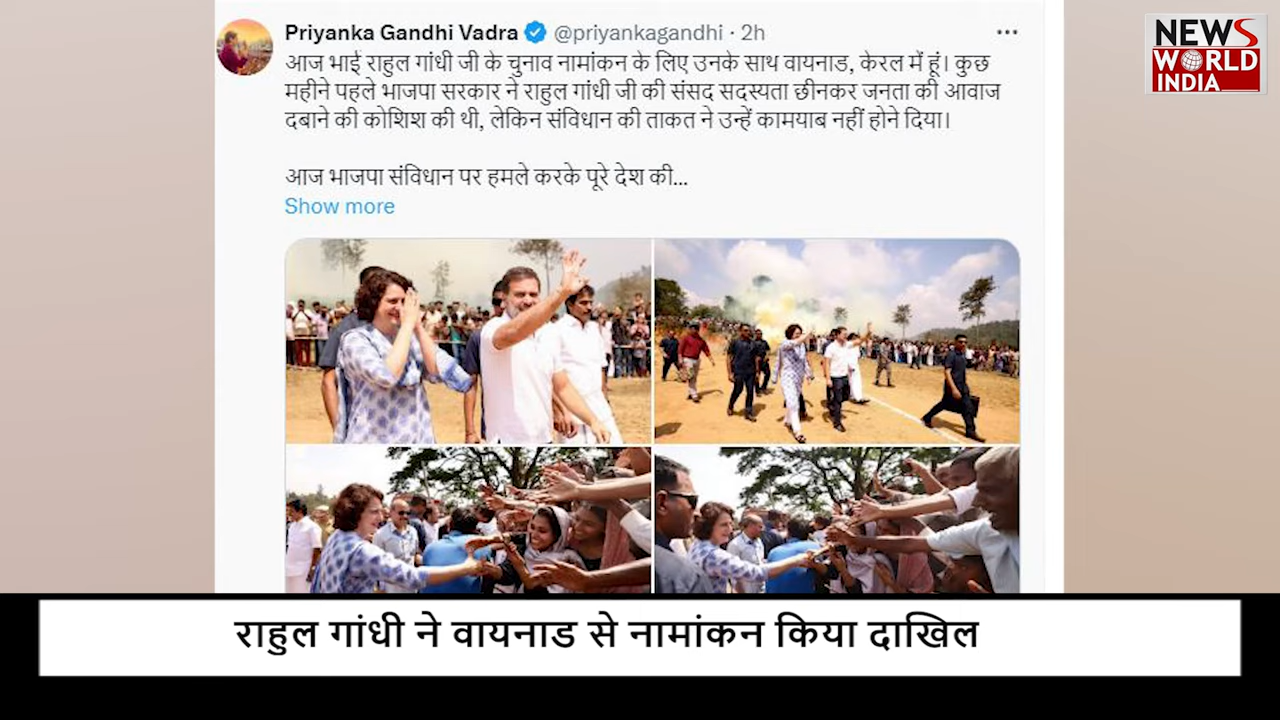 Priyanka Gandhi Vadra @priyankagandhi · 2h
आज भाई राहुल गांधी जी के चुनाव नामांकन के लिए उनके साथ वायनाड, केरल में हूं। कुछ
महीने पहले भाजपा सरकार ने राहुल गांधी जी की संसद सदस्यता छीनकर जनता की आवाज
दबाने की कोशिश की थी, लेकिन संविधान की ताकत ने उन्हें कामयाब नहीं होने दिया।
आज भाजपा संविधान पर हमले करके पूरे देश की...
Show more
NEWS
WORLD
INDIA
राहुल गांधी ने वायनाड से नामांकन किया दाखिल